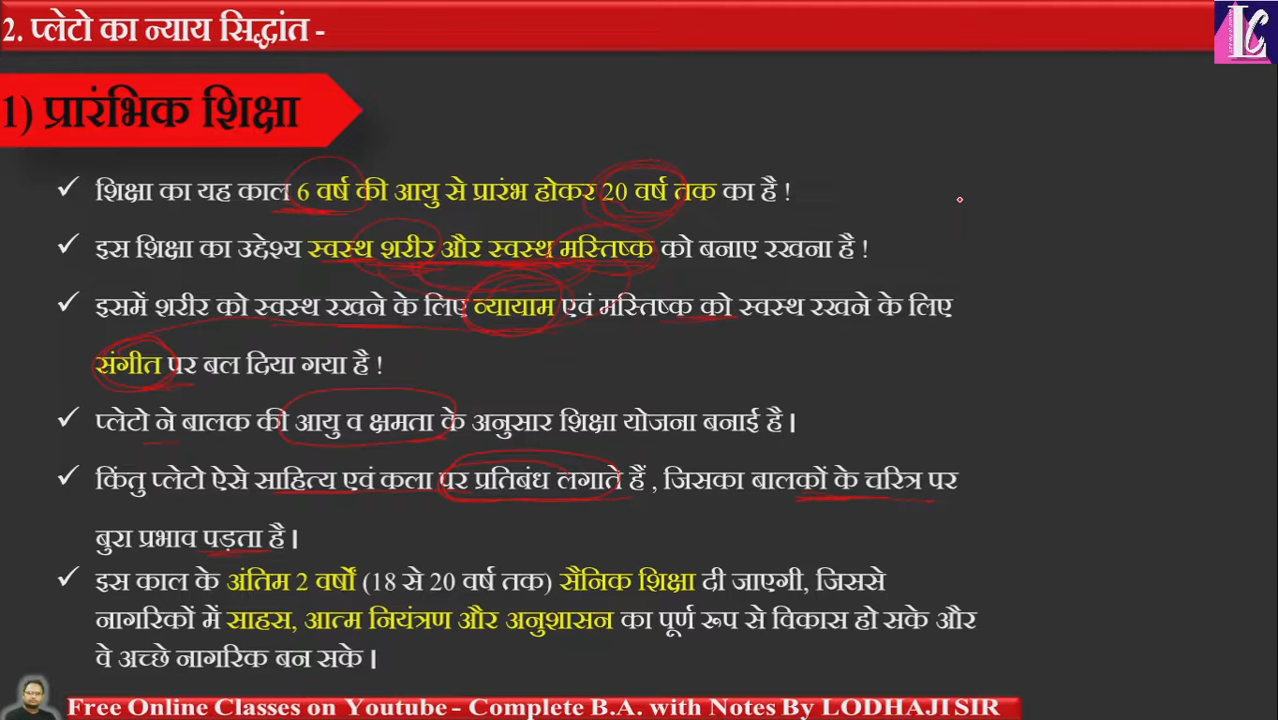 2. प्लेटो का न्याय सिद्धांत -
LC
1) प्रारंभिक शिक्षा
✓ शिक्षा का यह काल 6 वर्ष की आयु से प्रारंभ होकर 20 वर्ष तक का है !
✓ इस शिक्षा का उद्देश्य स्वस्थ शरीर और स्वस्थ मस्तिष्क को बनाए रखना है !
✓ इसमें शरीर को स्वस्थ रखने के लिए व्यायाम एवं मस्तिष्क को स्वस्थ रखने के लिए
संगीत पर बल दिया गया है !
✓ प्लेटो ने बालक की आयु व क्षमता के अनुसार शिक्षा योजना बनाई है।
✓ किंतु प्लेटो ऐसे साहित्य एवं कला पर प्रतिबंध लगाते हैं , जिसका बालकों के चरित्र पर
बुरा प्रभाव पड़ता है।
✓ इस काल के अंतिम 2 वर्षों (18 से 20 वर्ष तक) सैनिक शिक्षा दी जाएगी, जिससे
नागरिकों में साहस, आत्म नियंत्रण और अनुशासन का पूर्ण रूप से विकास हो सके और
वे अच्छे नागरिक बन सके।
Free Online Classes on Youtube - Complete B.A. with Notes By LODHAJI SIR